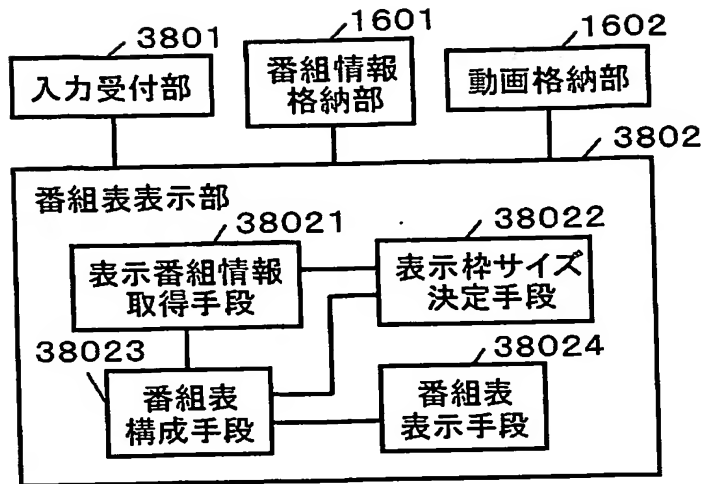 3801
入力受付部
1601
番組情報
格納部
1602
動画格納部
3802
番組表表示部
38021
表示番組情報
取得手段
38022
表示枠サイズ
決定手段
38023
番組表
構成手段
38024
番組表
表示手段